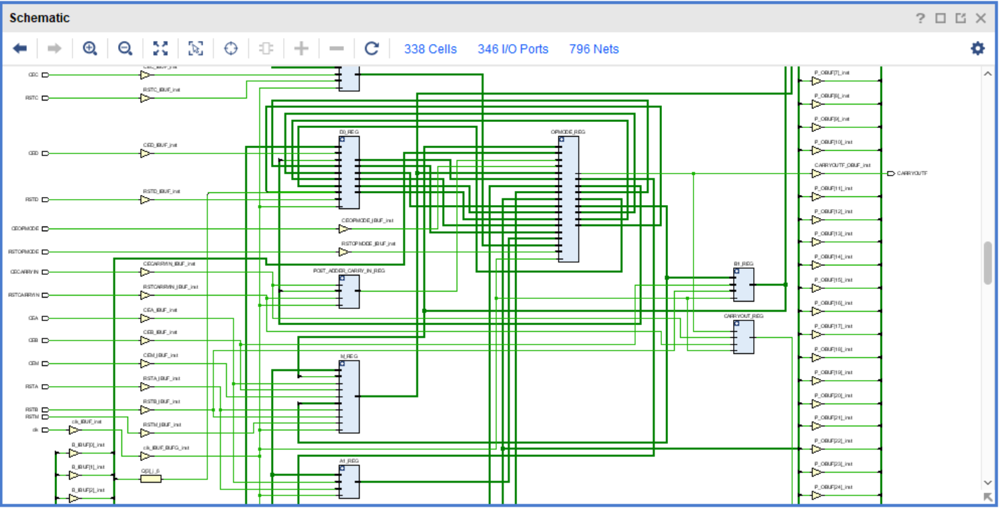 Schematic
338 Cells
346 I/O Ports
796 Nets
CEC
CEC_IBUF_inst
RSTC
RSTC_IBUF_inst
CED
CED_IBUF_inst
RSTD
RSTD_IBUF_inst
CEOPMODE
CEOPMODE_IBUF_inst
RSTOPMODE
RSTOPMODE_IBUF_inst
CECARRYIN
CECARRYIN_IBUF_inst
RSTCARRYIN
RSTCARRYIN_IBUF_inst
CEA
CEA_IBUF_inst
CEB
CEB_IBUF_inst
CEM
CEM_IBUF_inst
RSTA
RSTA_IBUF_inst
RSTB
RSTB_IBUF_inst
RSTM
RSTM_IBUF_inst
clk
clk_IBUF_inst
clk_IBUF_BUFG_inst
B_IBUF[0]_inst
B_IBUF[1]_inst
B_IBUF[2]_inst
D0_REG
OPMODE_REG
POST_ADDER_CARRY_IN_REG
M_REG
A1_REG
B1_REG
CARRYOUT_REG
P_OBUF[7]_inst
P_OBUF[8]_inst
P_OBUF[9]_inst
P_OBUF[10]_inst
CARRYOUTF_OBUF_inst
CARRYOUTF
P_OBUF[11]_inst
P_OBUF[12]_inst
P_OBUF[13]_inst
P_OBUF[14]_inst
P_OBUF[15]_inst
P_OBUF[16]_inst
P_OBUF[17]_inst
P_OBUF[18]_inst
P_OBUF[19]_inst
P_OBUF[20]_inst
P_OBUF[21]_inst
P_OBUF[22]_inst
P_OBUF[23]_inst
P_OBUF[24]_inst